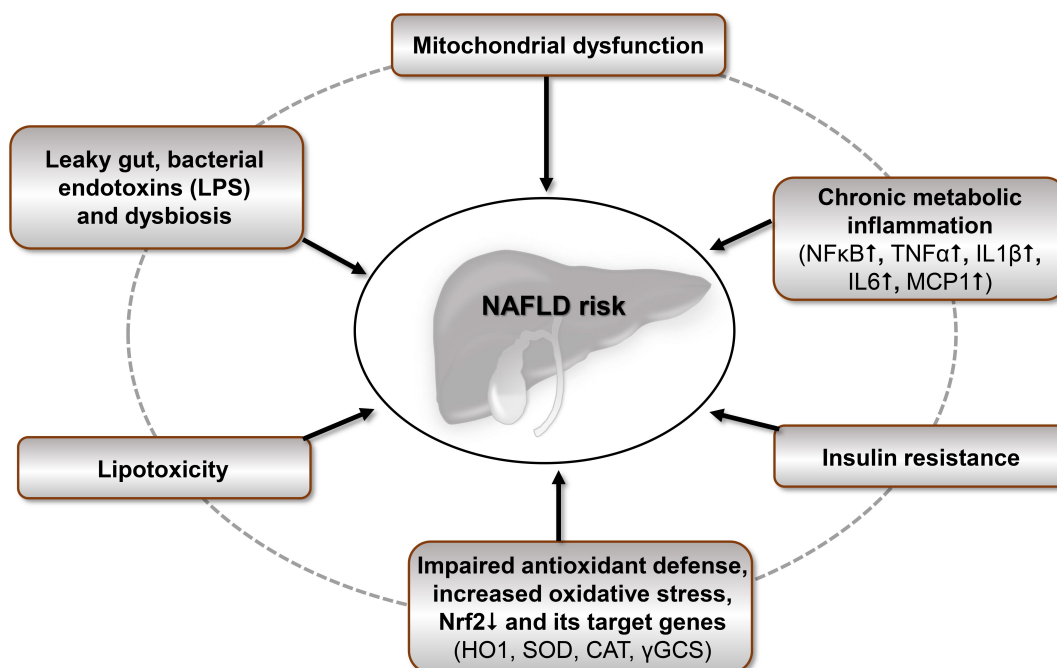 Mitochondrial dysfunction
Leaky gut, bacterial
endotoxins (LPS)
and dysbiosis
Chronic metabolic
inflammation
(NFκB↑, TNFα↑, IL1β↑,
IL6↑, MCP1↑)
NAFLD risk
Lipotoxicity
Insulin resistance
Impaired antioxidant defense,
increased oxidative stress,
Nrf2↓ and its target genes
(HO1, SOD, CAT, γGCS)